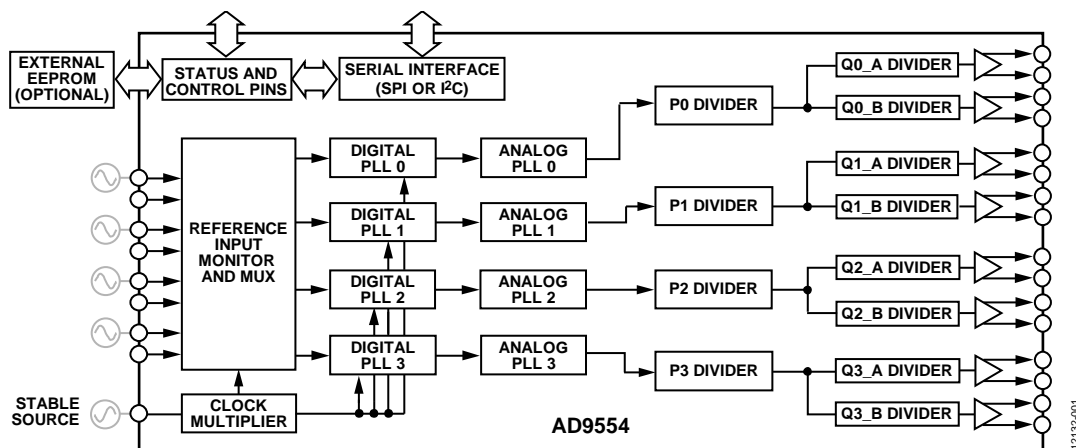 EXTERNAL
EEPROM
(OPTIONAL)
STATUS AND
CONTROL PINS
SERIAL INTERFACE
(SPI OR I²C)
Q0_A DIVIDER
P0 DIVIDER
Q0_B DIVIDER
DIGITAL
PLL 0
ANALOG
PLL 0
Q1_A DIVIDER
REFERENCE
INPUT
MONITOR
AND MUX
DIGITAL
PLL 1
ANALOG
PLL 1
P1 DIVIDER
Q1_B DIVIDER
Q2_A DIVIDER
DIGITAL
PLL 2
ANALOG
PLL 2
P2 DIVIDER
Q2_B DIVIDER
DIGITAL
PLL 3
ANALOG
PLL 3
P3 DIVIDER
Q3_A DIVIDER
STABLE
SOURCE
CLOCK
MULTIPLIER
AD9554
Q3_B DIVIDER
12132-001